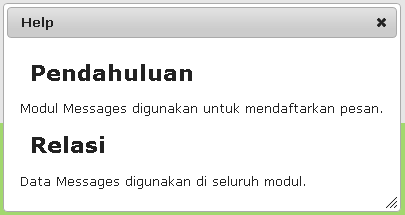 Help
Pendahuluan
Modul Messages digunakan untuk mendaftarkan pesan.
Relasi
Data Messages digunakan di seluruh modul.